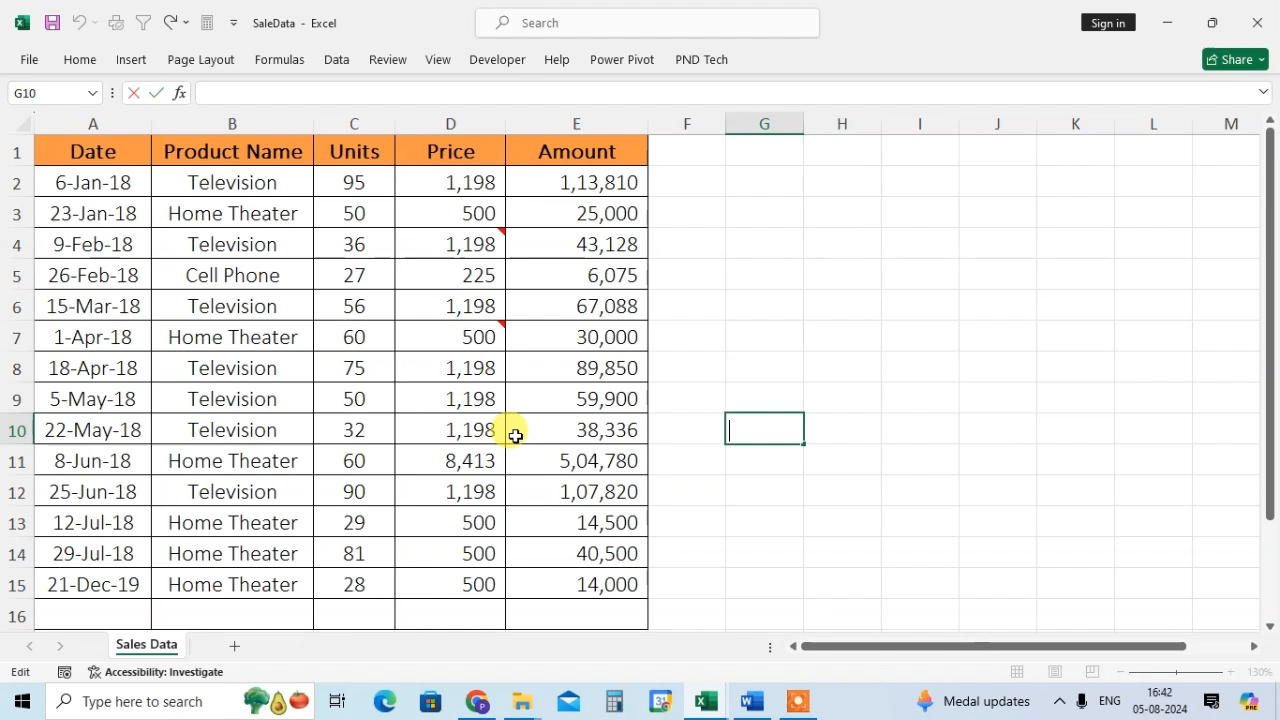 SaleData - Excel
Search
Sign in
File Home Insert Page Layout Formulas Data Review View Developer Help Power Pivot PND Tech
Share
G10
fx
A B C D E F G H I J K L M
1 Date Product Name Units Price Amount
2 6-Jan-18 Television 95 1,198 1,13,810
3 23-Jan-18 Home Theater 50 500 25,000
4 9-Feb-18 Television 36 1,198 43,128
5 26-Feb-18 Cell Phone 27 225 6,075
6 15-Mar-18 Television 56 1,198 67,088
7 1-Apr-18 Home Theater 60 500 30,000
8 18-Apr-18 Television 75 1,198 89,850
9 5-May-18 Television 50 1,198 59,900
10 22-May-18 Television 32 1,198 38,336
11 8-Jun-18 Home Theater 60 8,413 5,04,780
12 25-Jun-18 Television 90 1,198 1,07,820
13 12-Jul-18 Home Theater 29 500 14,500
14 29-Jul-18 Home Theater 81 500 40,500
15 21-Dec-19 Home Theater 28 500 14,000
16
Sales Data
Edit Accessibility: Investigate 130%
Type here to search Medal updates ENG 16:42
05-08-2024